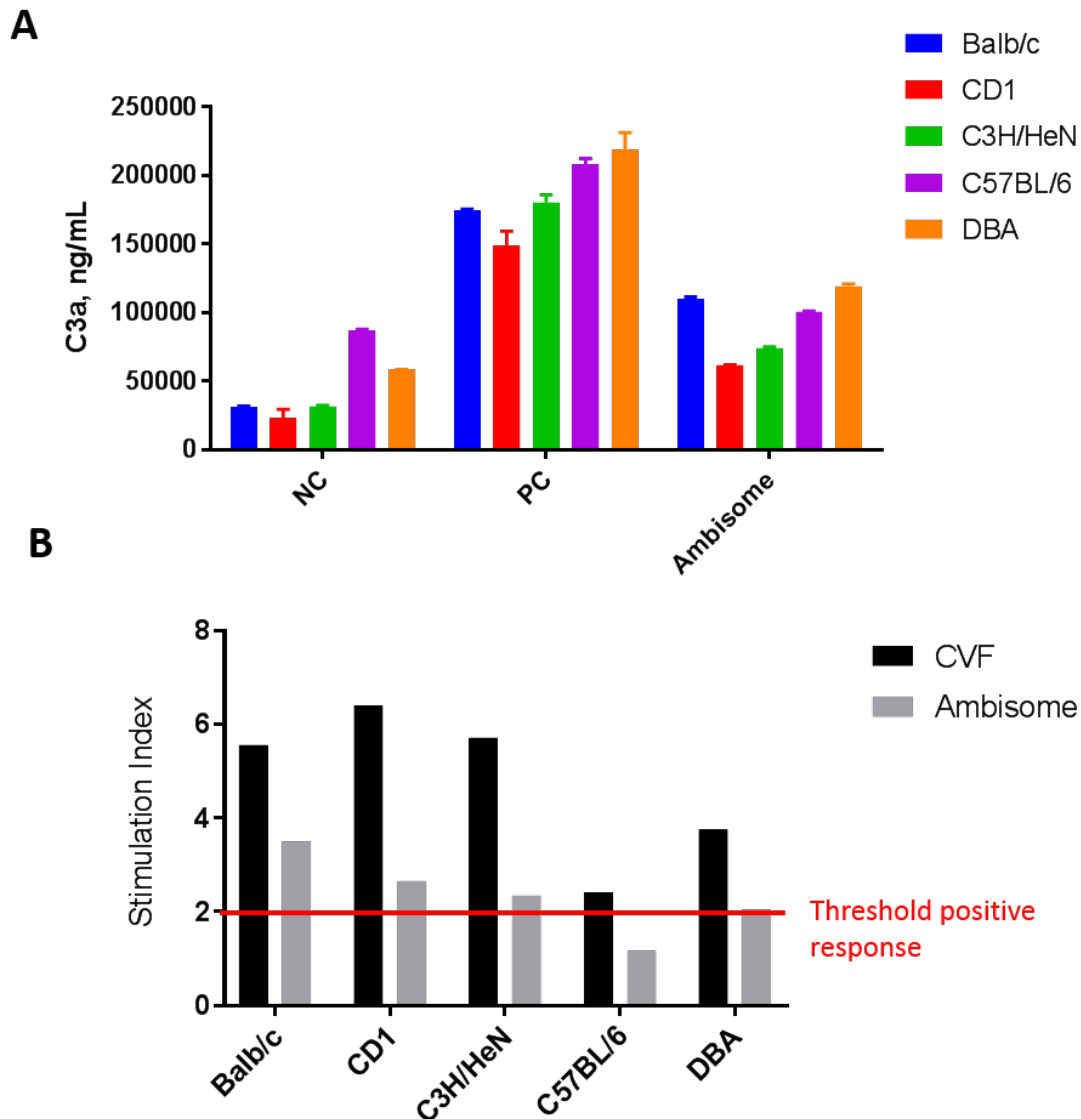 A
Balb/c
CD1
C3H/HeN
C57BL/6
DBA
C3a, ng/mL
250000
200000
150000
100000
50000
0
NC
PC
Ambisome
B
CVF
Ambisome
Stimulation Index
8
6
4
2
0
Threshold positive
response
Balb/c
CD1
C3H/HeN
C57BL/6
DBA